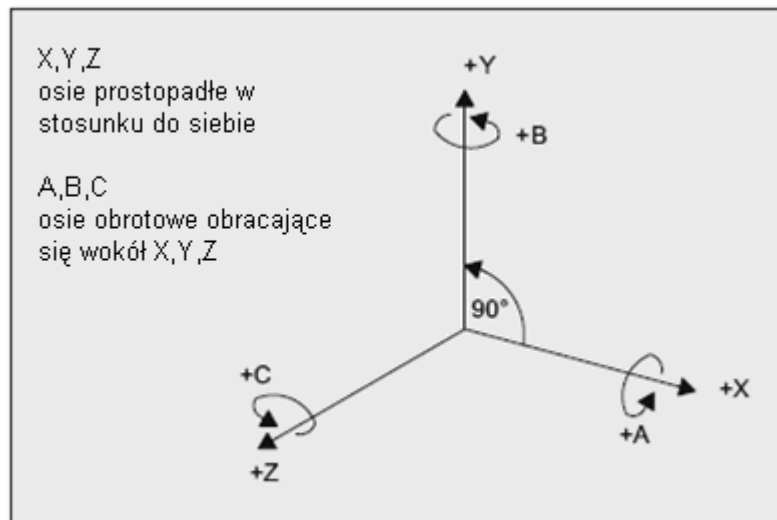 X,Y,Z
osie prostopadłe w
stosunku do siebie
A,B,C
osie obrotowe obracające
się wokół X,Y,Z
+Y
+B
90°
+C
+X
+A
+Z